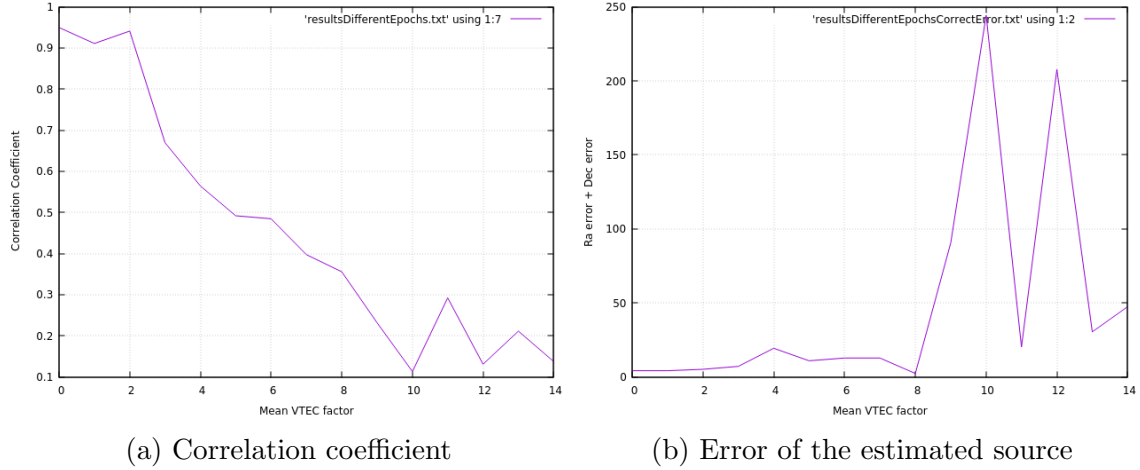 'resultsDifferentEpochs.txt' using 1:7
1
0.9
0.8
0.7
0.6
0.5
0.4
0.3
0.2
0.1
Correlation Coefficient
0 2 4 6 8 10 12 14
Mean VTEC factor
(a) Correlation coefficient
'resultsDifferentEpochsCorrectError.txt' using 1:2
250
200
150
100
50
0
Ra error + Dec error
0 2 4 6 8 10 12 14
Mean VTEC factor
(b) Error of the estimated source